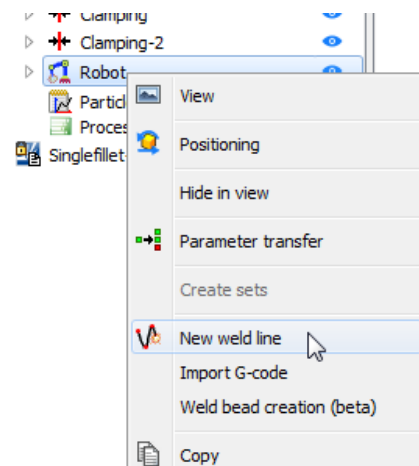 Clamping
Clamping-2
Robot
Particl
Proces
Singlefillet
View
Positioning
Hide in view
Parameter transfer
Create sets
New weld line
Import G-code
Weld bead creation (beta)
Copy